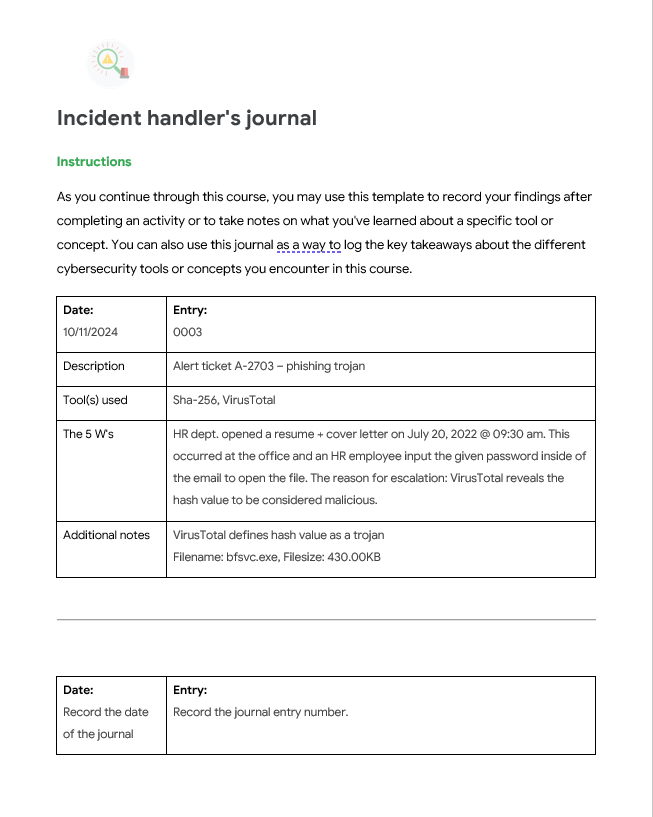 Incident handler's journal
Instructions
As you continue through this course, you may use this template to record your findings after
completing an activity or to take notes on what you've learned about a specific tool or
concept. You can also use this journal as a way to log the key takeaways about the different
cybersecurity tools or concepts you encounter in this course.
Date:
10/11/2024
Entry:
0003
Description
Alert ticket A-2703 – phishing trojan
Tool(s) used
Sha-256, VirusTotal
The 5 W's
HR dept. opened a resume + cover letter on July 20, 2022 @ 09:30 am. This
occurred at the office and an HR employee input the given password inside of
the email to open the file. The reason for escalation: VirusTotal reveals the
hash value to be considered malicious.
Additional notes
VirusTotal defines hash value as a trojan
Filename: bfsvc.exe, Filesize: 430.00KB
Date:
Record the date
of the journal
Entry:
Record the journal entry number.